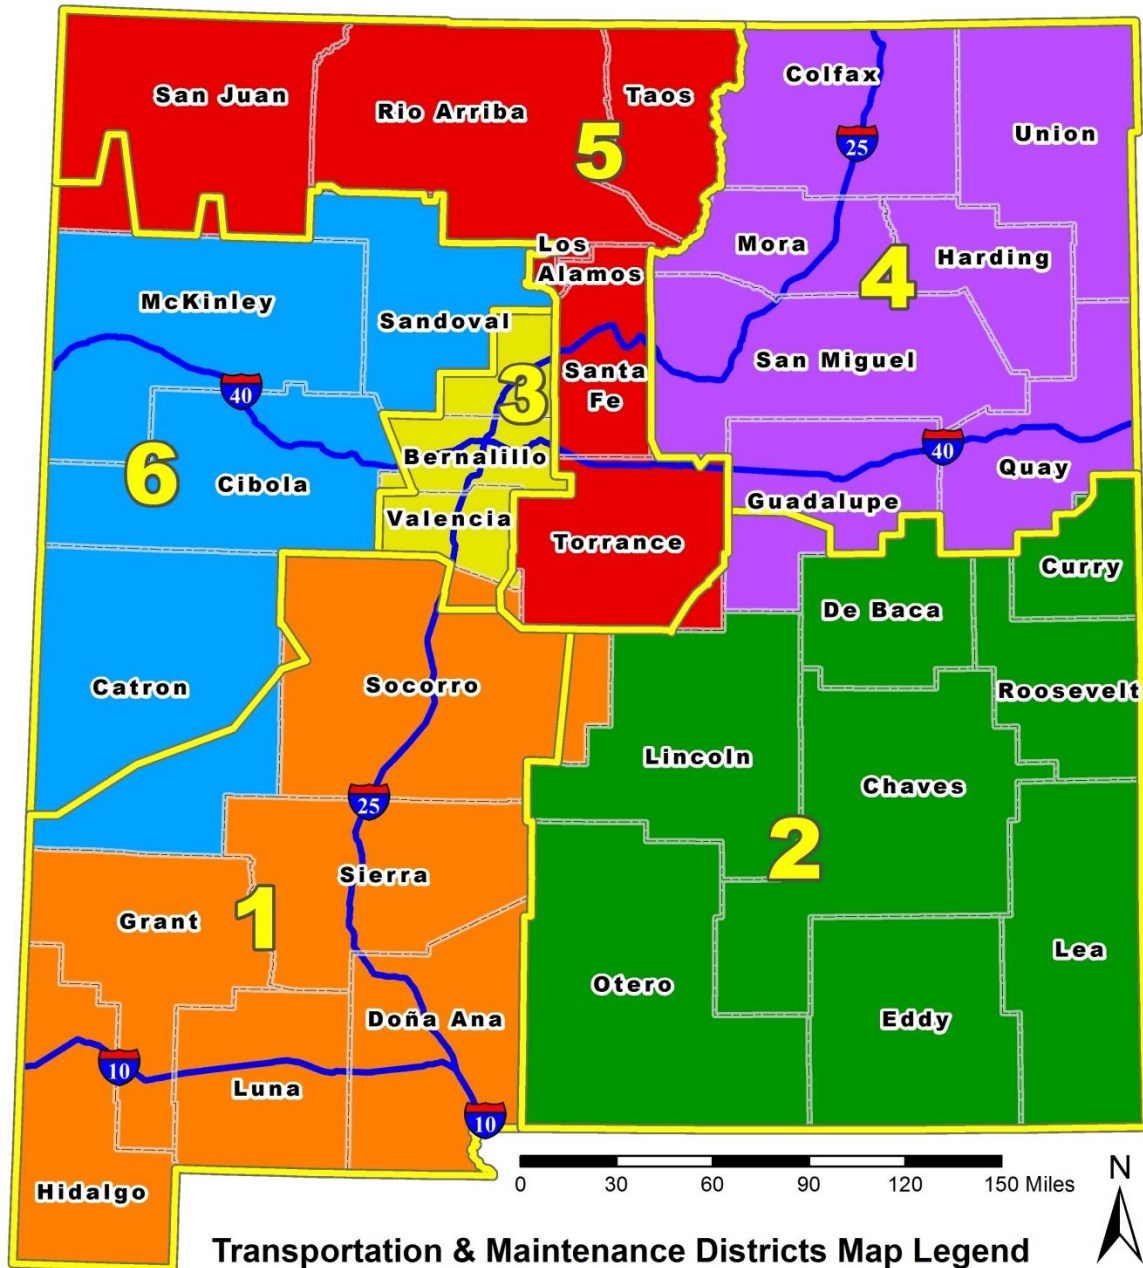 San Juan
Rio Arriba
Taos
Colfax
Union
5
25
Los
Alamos
Mora
Harding
4
McKinley
Sandoval
San Miguel
3
Santa
Fe
40
40
6
Bernalillo
Cibola
Quay
Guadalupe
Valencia
Torrance
Curry
De Baca
Catron
Socorro
Roosevelt
Lincoln
Chaves
25
2
Sierra
1
Grant
Lea
Otero
Doña Ana
Eddy
10
Luna
10
Hidalgo
N
0 30 60 90 120 150 Miles
Transportation & Maintenance Districts Map Legend